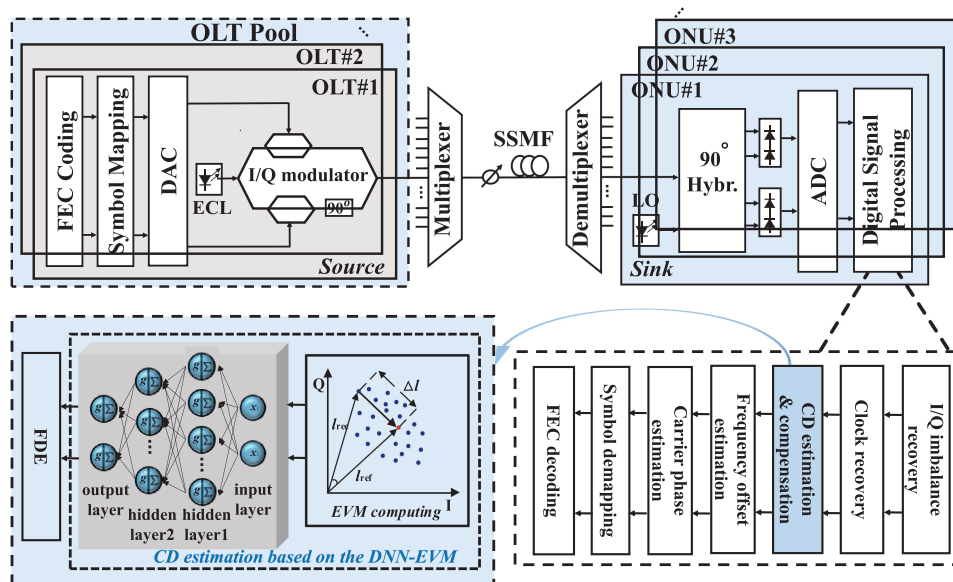 OLT Pool
OLT#2
OLT#1
FEC Coding
Symbol Mapping
DAC
ECL
I/Q modulator
90°
Source
Multiplexer
SSMF
Demultiplexer
ONU#3
ONU#2
ONU#1
LO
90°
Hybr.
ADC
Digital Signal
Processing
Sink
FDE
g Σ
g Σ
g Σ
g Σ
g Σ
g Σ
g Σ
g Σ
g Σ
x
x
output
layer
hidden
layer2
hidden
layer1
input
layer
Q
Δl
lref
lref
I
EVM computing
CD estimation based on the DNN-EVM
FEC decoding
Symbol demapping
Carrier phase
estimation
Frequency offset
estimation
CD estimation
& compensation
Clock recovery
I/Q imbalance
recovery